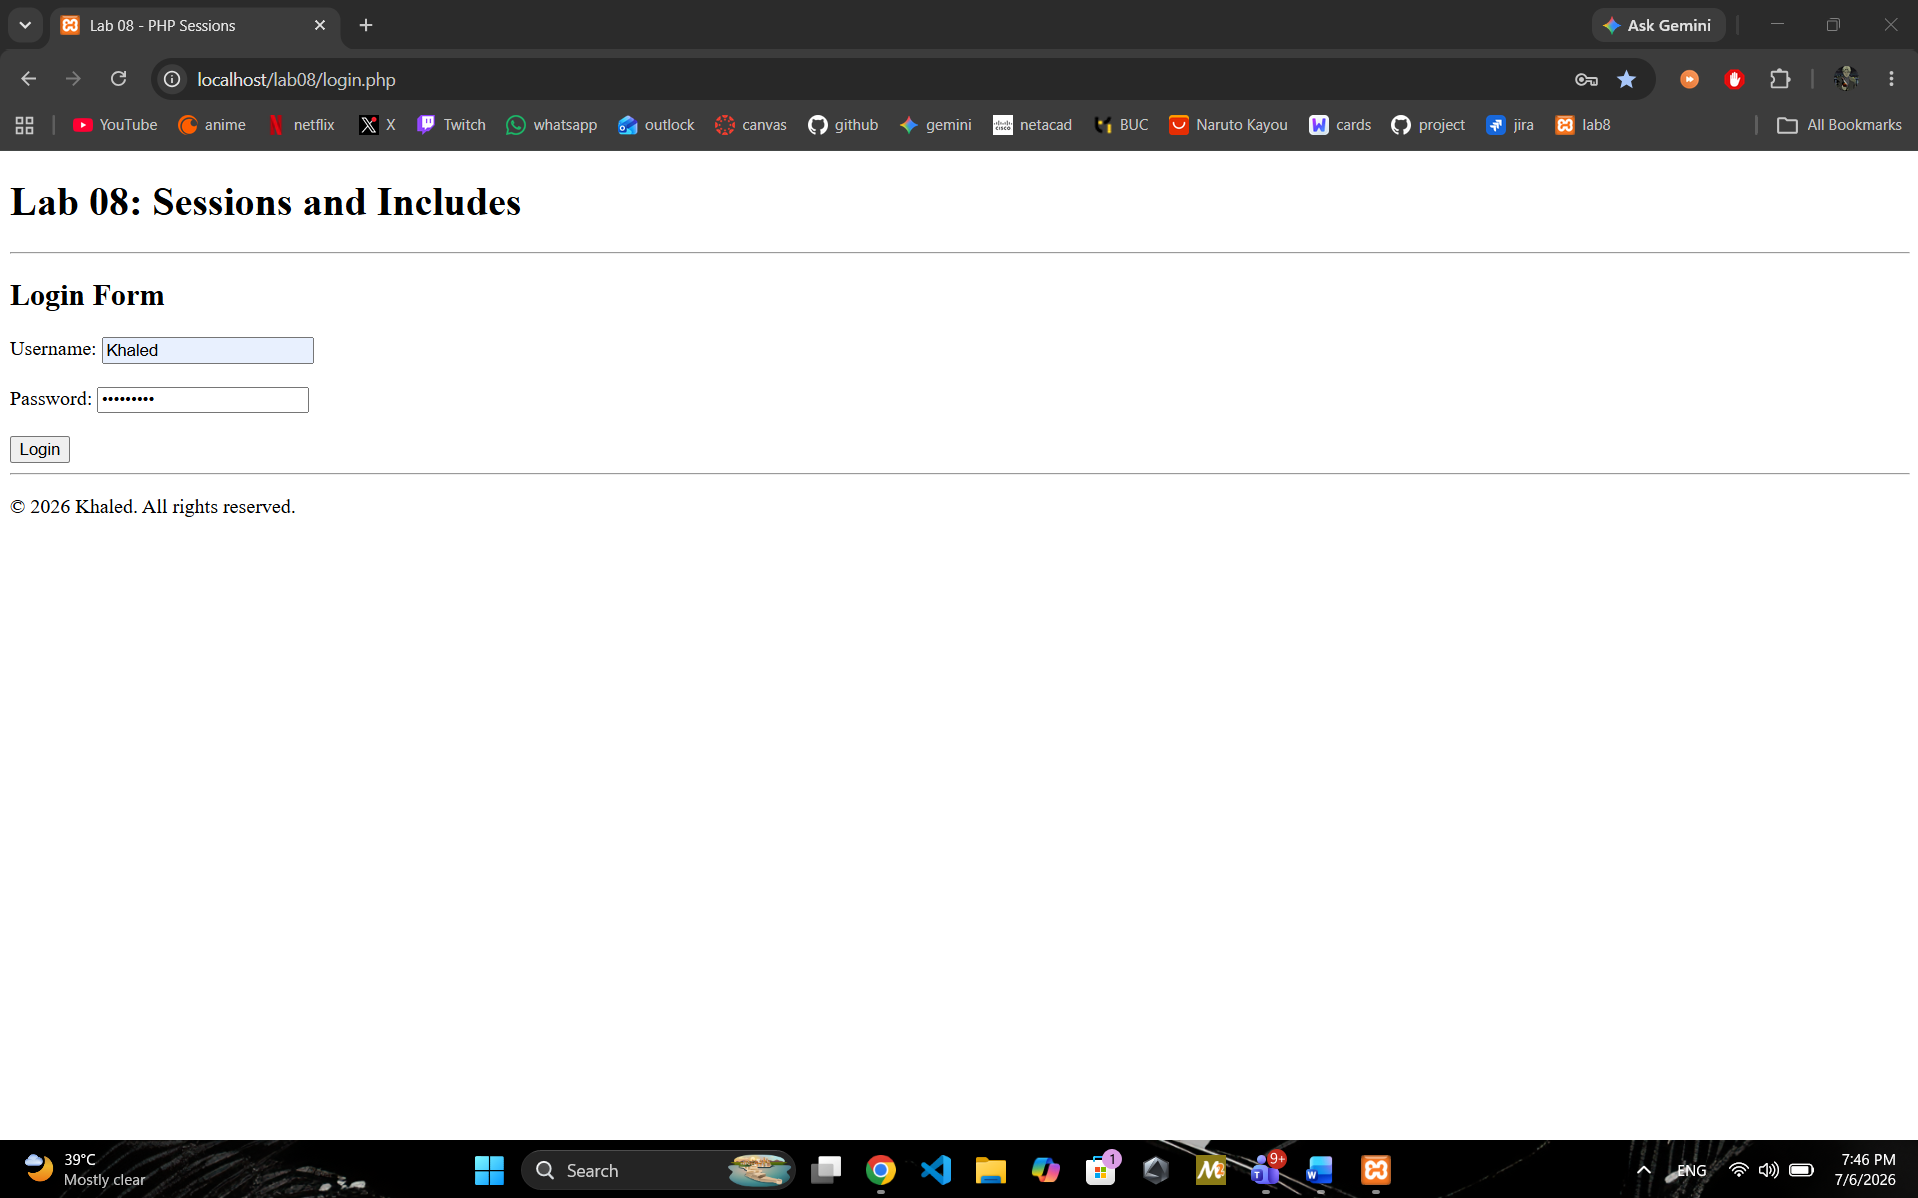 Lab 08 - PHP Sessions
Ask Gemini
localhost/lab08/login.php
YouTube anime netflix X Twitch whatsapp outlock canvas github gemini netacad BUC Naruto Kayou cards project jira lab8 All Bookmarks
Lab 08: Sessions and Includes
Login Form
Username: Khaled
Password: •••••••••
Login
© 2026 Khaled. All rights reserved.
39°C
Mostly clear
Search
1
9+
ENG
7:46 PM
7/6/2026